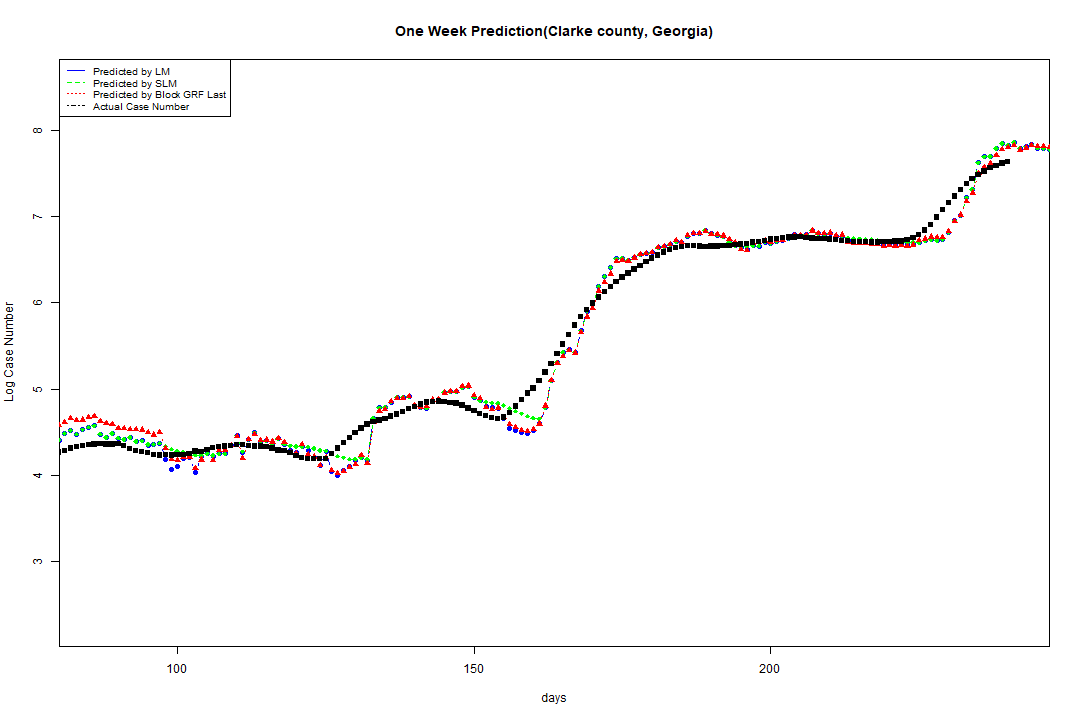 One Week Prediction(Clarke county, Georgia)
Predicted by LM
Predicted by SLM
Predicted by Block GRF Last
Actual Case Number
8
7
6
5
4
3
Log Case Number
100 150 200
days